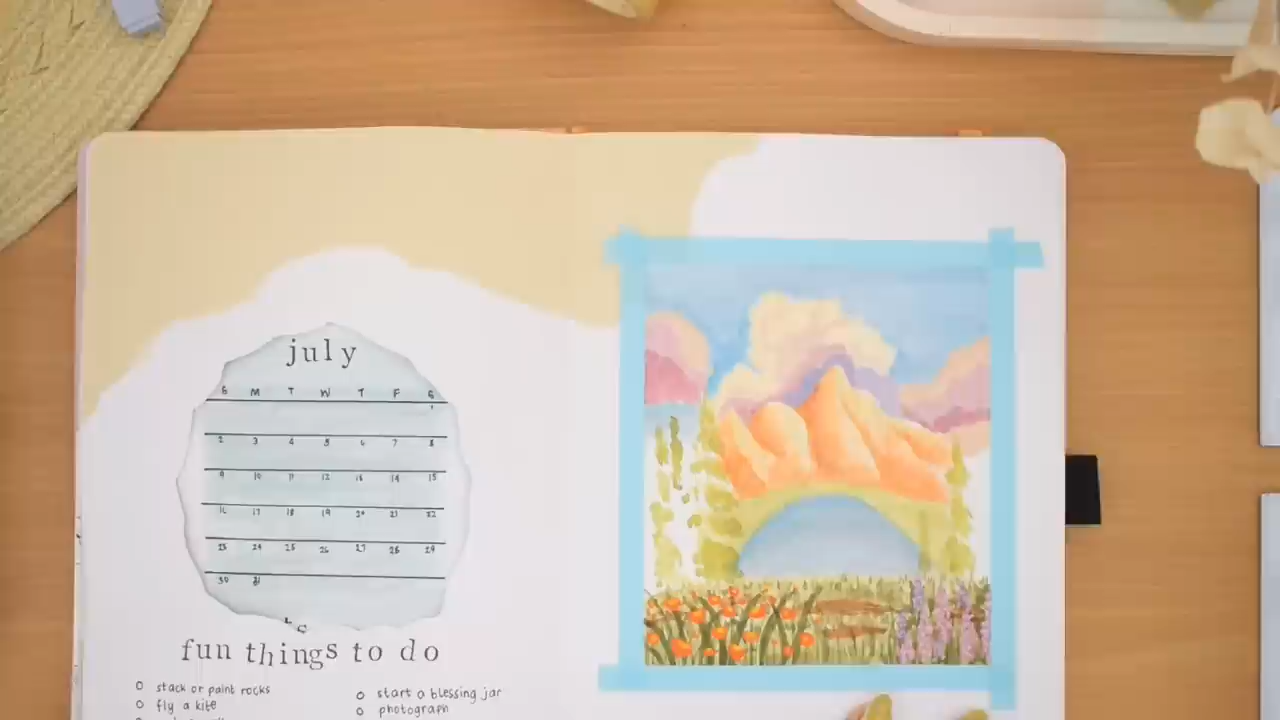 july
S M T W T F S
1
2 3 4 5 6 7 8
9 10 11 12 13 14 15
16 17 18 19 20 21 22
23 24 25 26 27 28 29
30 31
fun things to do
stack or paint rocks
fly a kite
start a blessing jar
photograph